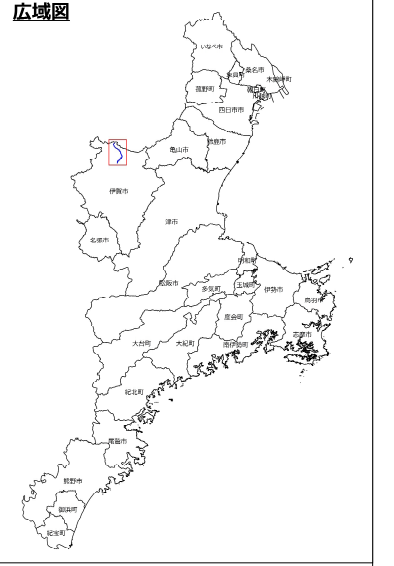 広域図
いなべ市
東員町
桑名市
木曽岬町
菰野町
朝日町
川越町
四日市市
鈴鹿市
亀山市
伊賀市
津市
名張市
明和町
松阪市
多気町
玉城町
伊勢市
鳥羽市
度会町
志摩市
大台町
大紀町
南伊勢町
紀北町
尾鷲市
熊野市
御浜町
紀宝町